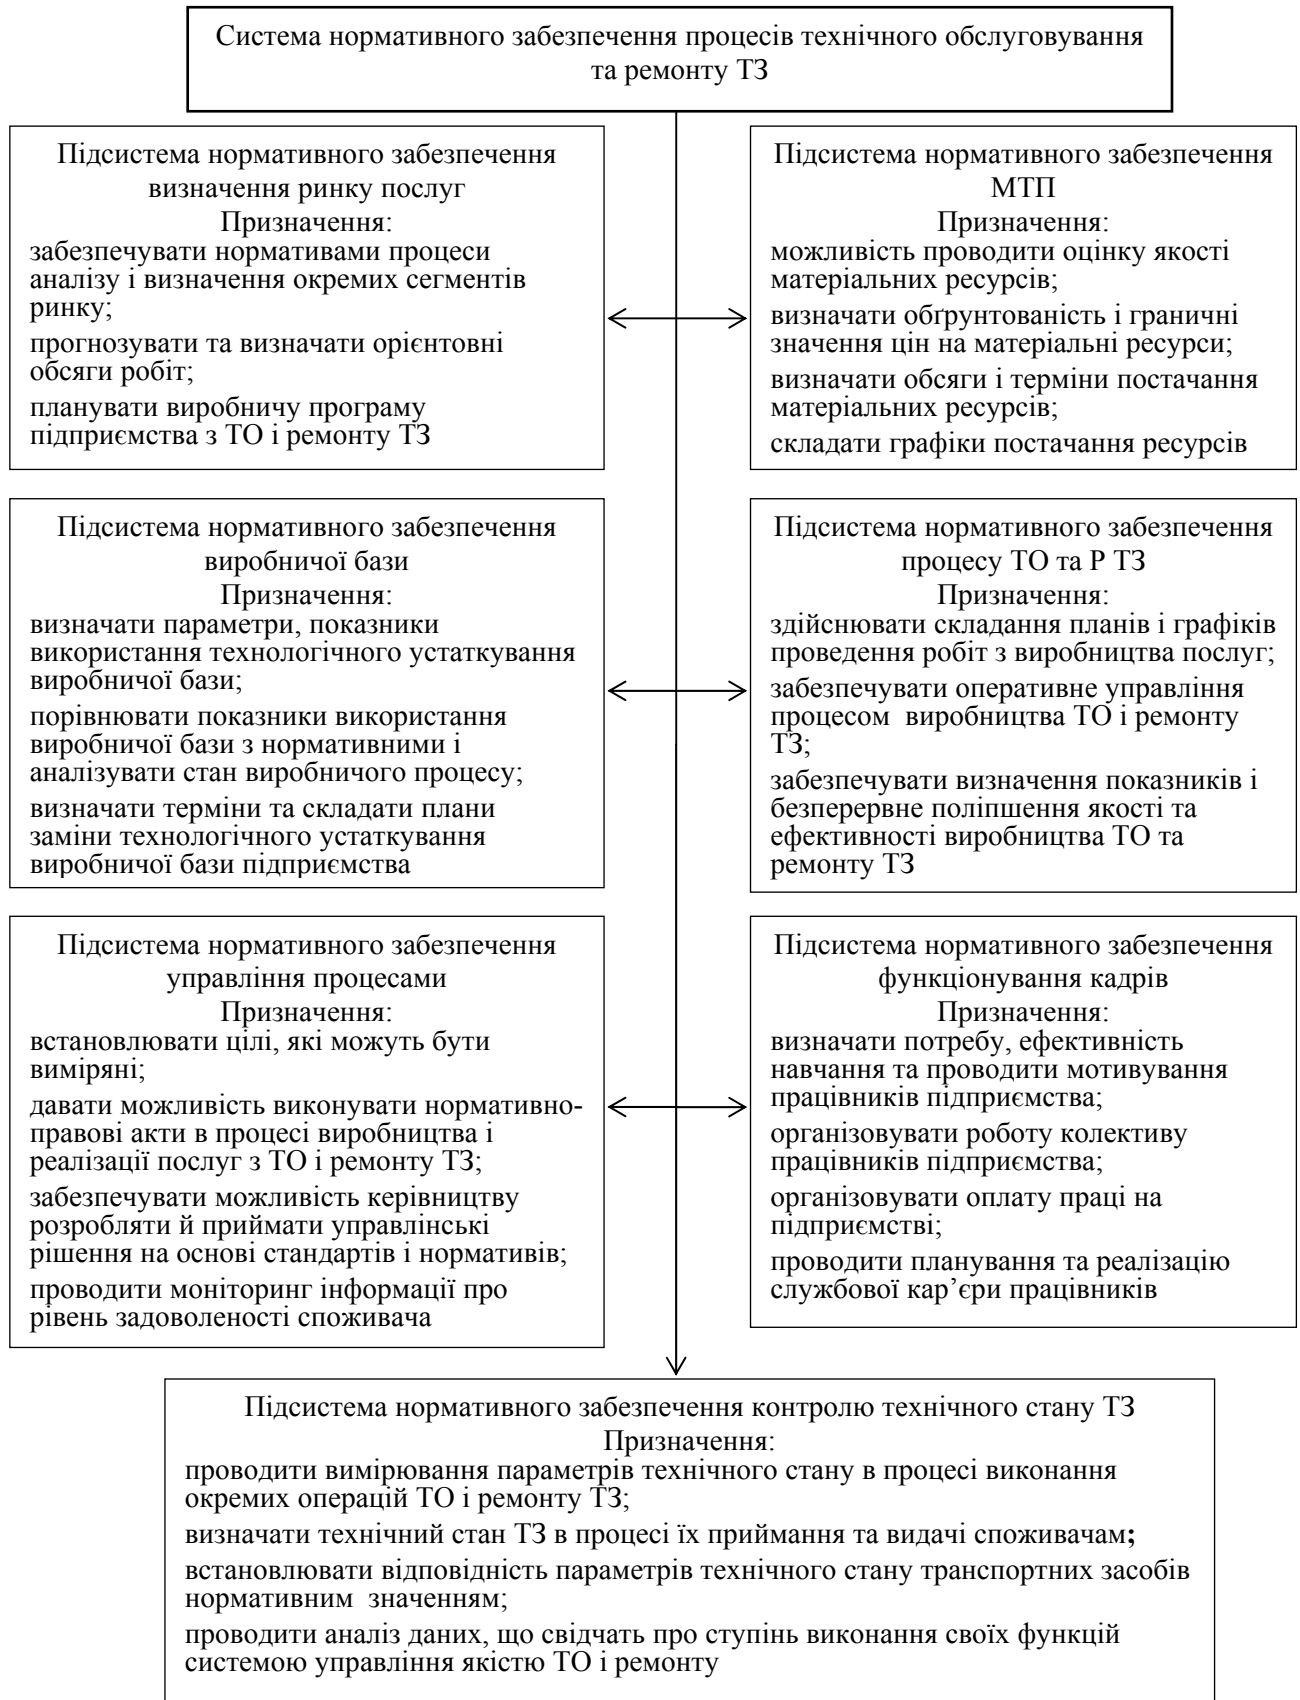 Система нормативного забезпечення процесів технічного обслуговування
та ремонту ТЗ
Підсистема нормативного забезпечення
визначення ринку послуг
Призначення:
забезпечувати нормативами процеси
аналізу і визначення окремих сегментів
ринку;
прогнозувати та визначати орієнтовні
обсяги робіт;
планувати виробничу програму
підприємства з ТО і ремонту ТЗ
Підсистема нормативного забезпечення
МТП
Призначення:
можливість проводити оцінку якості
матеріальних ресурсів;
визначати обґрунтованість і граничні
значення цін на матеріальні ресурси;
визначати обсяги і терміни постачання
матеріальних ресурсів;
складати графіки постачання ресурсів
Підсистема нормативного забезпечення
виробничої бази
Призначення:
визначати параметри, показники
використання технологічного устаткування
виробничої бази;
порівнювати показники використання
виробничої бази з нормативними і
аналізувати стан виробничого процесу;
визначати терміни та складати плани
заміни технологічного устаткування
виробничої бази підприємства
Підсистема нормативного забезпечення
процесу ТО та Р ТЗ
Призначення:
здійснювати складання планів і графіків
проведення робіт з виробництва послуг;
забезпечувати оперативне управління
процесом  виробництва ТО і ремонту
ТЗ;
забезпечувати визначення показників і
безперервне поліпшення якості та
ефективності виробництва ТО та
ремонту ТЗ
Підсистема нормативного забезпечення
управління процесами
Призначення:
встановлювати цілі, які можуть бути
виміряні;
давати можливість виконувати нормативно-
правові акти в процесі виробництва і
реалізації послуг з ТО і ремонту ТЗ;
забезпечувати можливість керівництву
розробляти й приймати управлінські
рішення на основі стандартів і нормативів;
проводити моніторинг інформації про
рівень задоволеності споживача
Підсистема нормативного забезпечення
функціонування кадрів
Призначення:
визначати потребу, ефективність
навчання та проводити мотивування
працівників підприємства;
організовувати роботу колективу
працівників підприємства;
організовувати оплату праці на
підприємстві;
проводити планування та реалізацію
службової кар’єри працівників
Підсистема нормативного забезпечення контролю технічного стану ТЗ
Призначення:
проводити вимірювання параметрів технічного стану в процесі виконання
окремих операцій ТО і ремонту ТЗ;
визначати технічний стан ТЗ в процесі їх приймання та видачі споживачам;
встановлювати відповідність параметрів технічного стану транспортних засобів
нормативним  значенням;
проводити аналіз даних, що свідчать про ступінь виконання своїх функцій
системою управління якістю ТО і ремонту